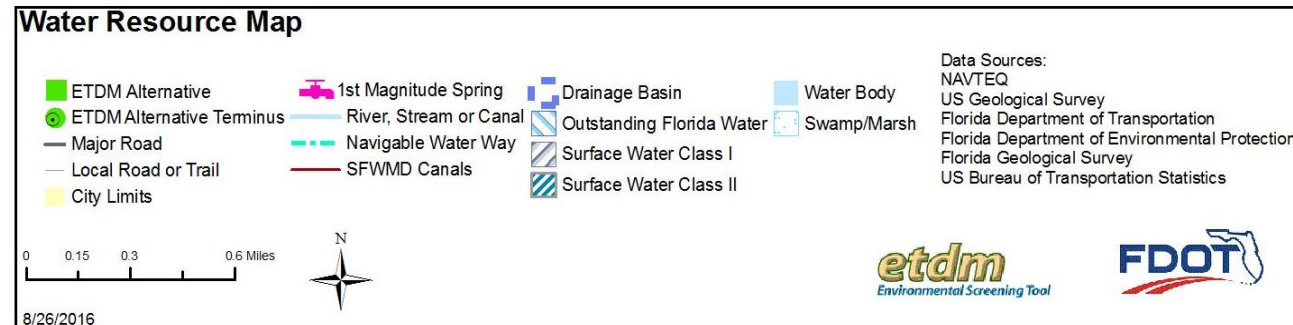 Water Resource Map
ETDM Alternative
ETDM Alternative Terminus
Major Road
Local Road or Trail
City Limits
1st Magnitude Spring
River, Stream or Canal
Navigable Water Way
SFWMD Canals
Drainage Basin
Outstanding Florida Water
Surface Water Class I
Surface Water Class II
Water Body
Swamp/Marsh
Data Sources:
NAVTEQ
US Geological Survey
Florida Department of Transportation
Florida Department of Environmental Protection
Florida Geological Survey
US Bureau of Transportation Statistics
0 0.15 0.3 0.6 Miles
N
etdm
Environmental Screening Tool
FDOT
8/26/2016